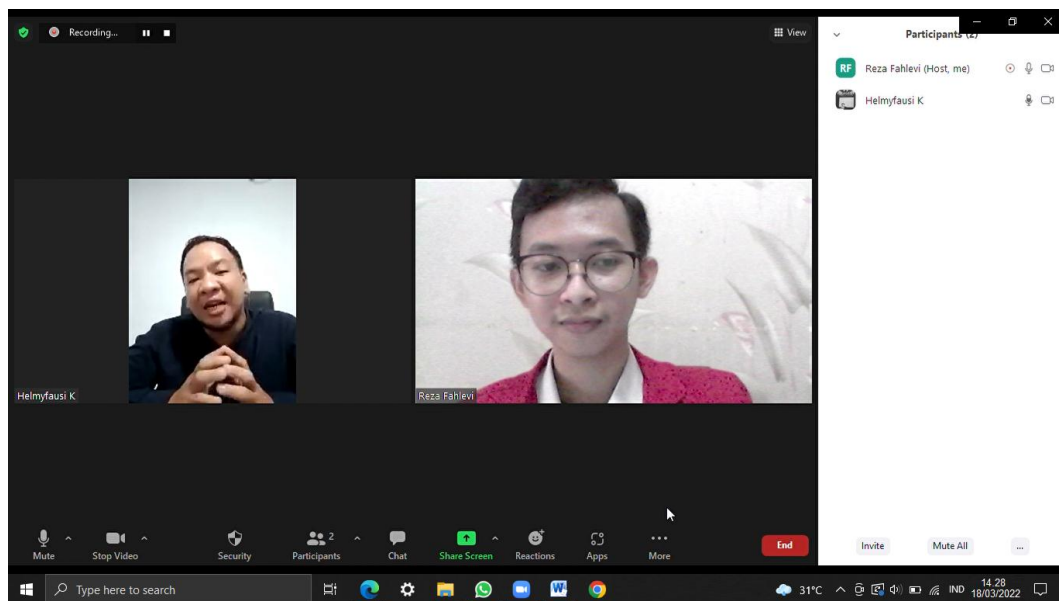 Recording...
View
Participants (2)
RF
Reza Fahlevi (Host, me)
Helmyfausi K
Helmyfausi K
Reza Fahlevi
Mute
Stop Video
Security
2
Participants
Chat
Share Screen
Reactions
Apps
More
End
Invite
Mute All
...
Type here to search
W
31°C
IND
14.28
18/03/2022